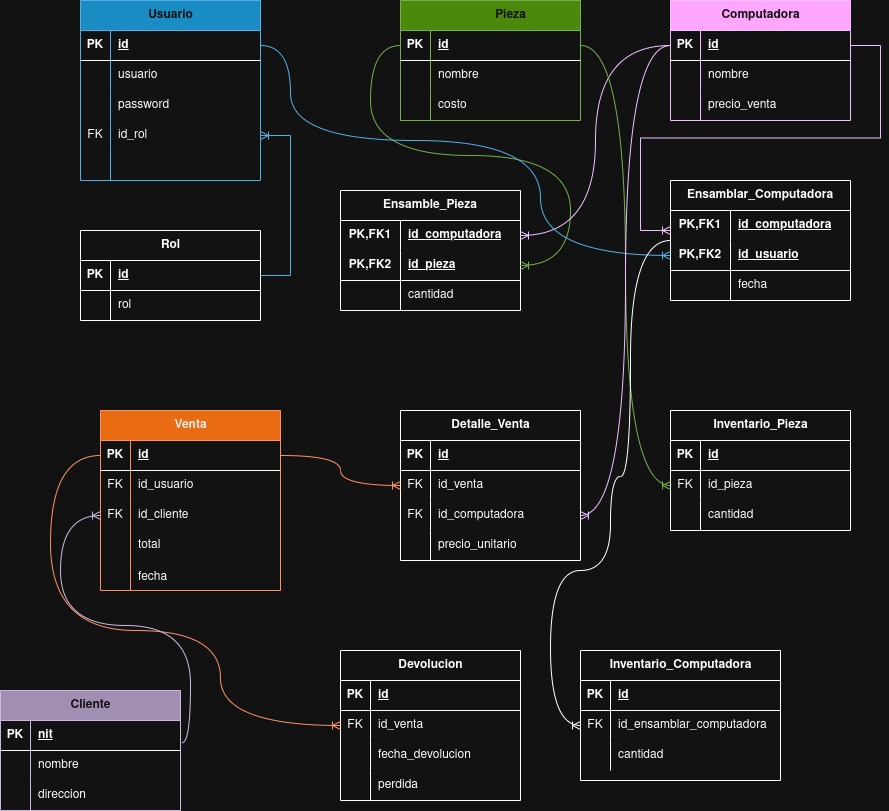 Usuario
PK id
usuario
password
FK id_rol
Pieza
PK id
nombre
costo
Computadora
PK id
nombre
precio_venta
Rol
PK id
rol
Ensamble_Pieza
PK,FK1 id_computadora
PK,FK2 id_pieza
cantidad
Ensamblar_Computadora
PK,FK1 id_computadora
PK,FK2 id_usuario
fecha
Venta
PK id
FK id_usuario
FK id_cliente
total
fecha
Detalle_Venta
PK id
FK id_venta
FK id_computadora
precio_unitario
Inventario_Pieza
PK id
FK id_pieza
cantidad
Cliente
PK nit
nombre
direccion
Devolucion
PK id
FK id_venta
fecha_devolucion
perdida
Inventario_Computadora
PK id
FK id_ensamblar_computadora
cantidad